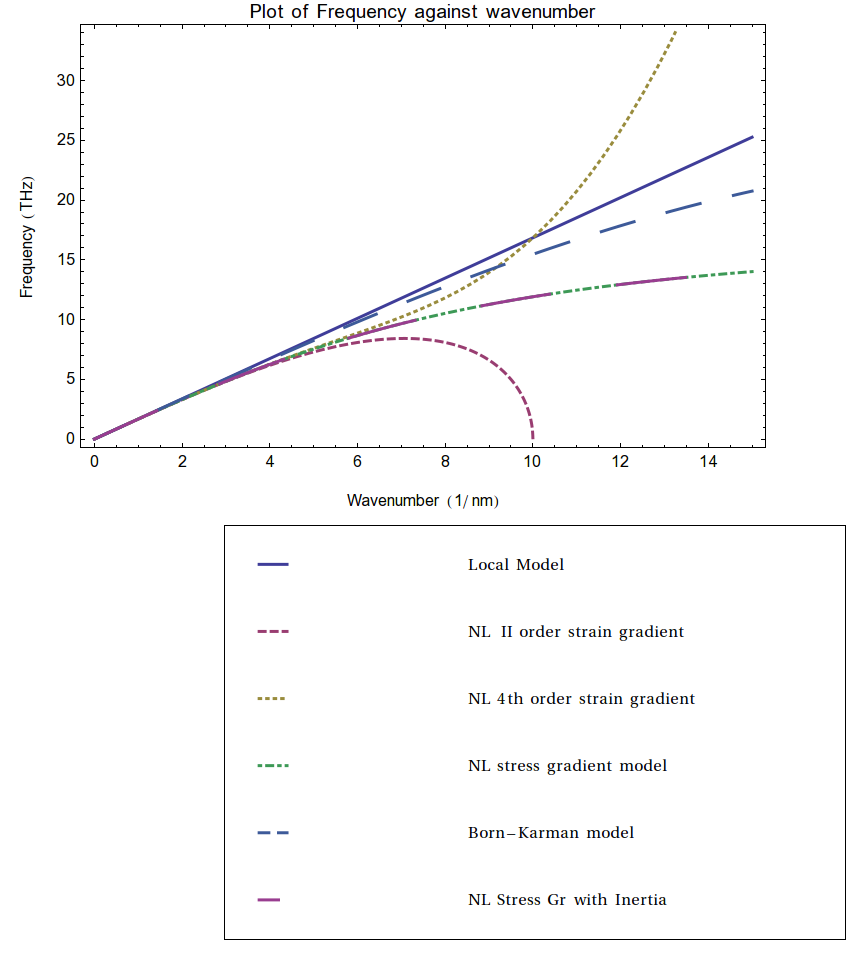 Plot of Frequency against wavenumber
30
25
20
15
10
5
0
Frequency (THz)
0 2 4 6 8 10 12 14
Wavenumber (1/nm)
Local Model
NL II order strain gradient
NL 4th order strain gradient
NL stress gradient model
Born-Karman model
NL Stress Gr with Inertia